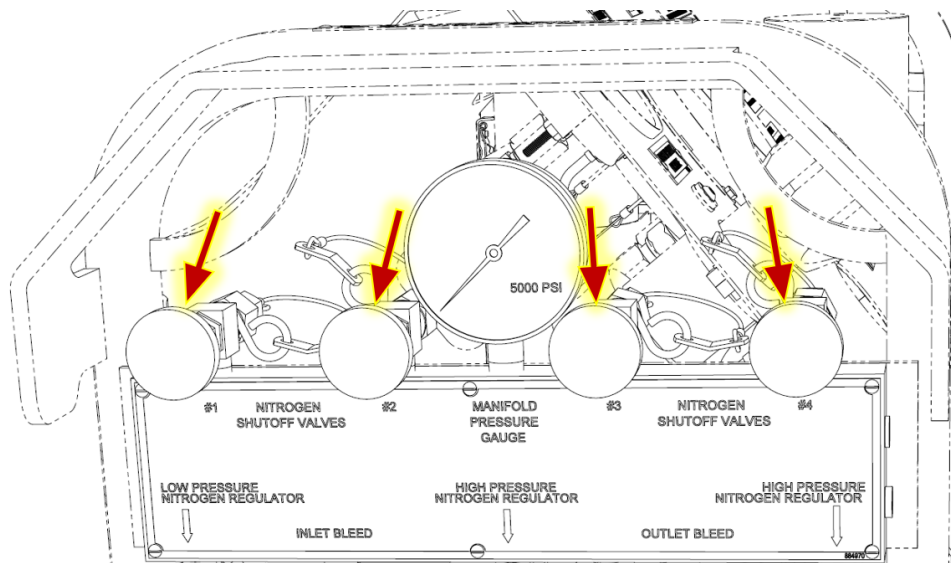 5000 PSI
#1
NITROGEN
SHUTOFF VALVES
#2
MANIFOLD
PRESSURE
GAUGE
#3
NITROGEN
SHUTOFF VALVES
#4
LOW PRESSURE
NITROGEN REGULATOR
HIGH PRESSURE
NITROGEN REGULATOR
HIGH PRESSURE
NITROGEN REGULATOR
INLET BLEED
OUTLET BLEED